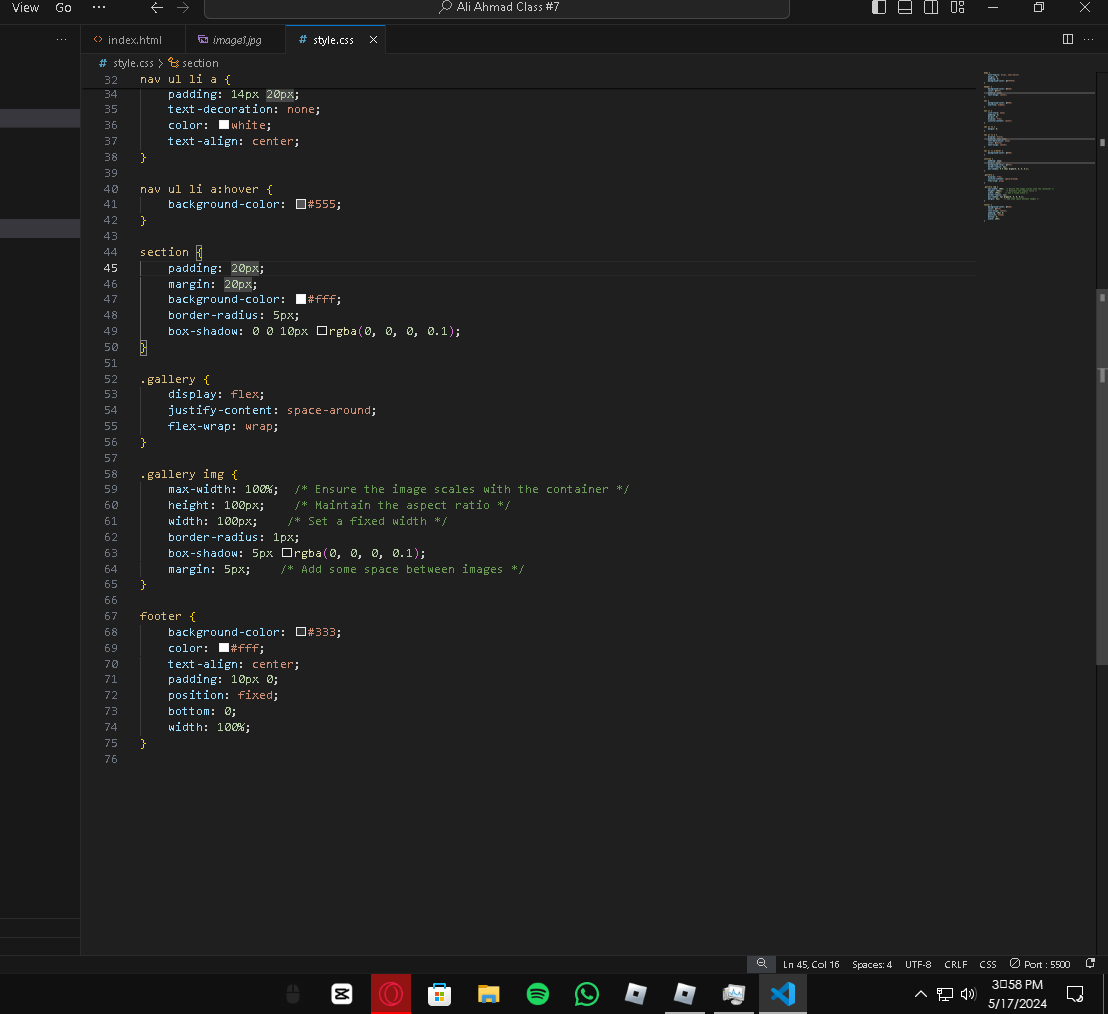 View Go ··· Ali Ahmad Class #7
··· index.html image1.jpg # style.css
# style.css > section
32 nav ul li a {
34 padding: 14px 20px;
35 text-decoration: none;
36 color: white;
37 text-align: center;
38 }
39
40 nav ul li a:hover {
41 background-color: #555;
42 }
43
44 section {
45 padding: 20px;
46 margin: 20px;
47 background-color: #fff;
48 border-radius: 5px;
49 box-shadow: 0 0 10px rgba(0, 0, 0, 0.1);
50 }
51
52 .gallery {
53 display: flex;
54 justify-content: space-around;
55 flex-wrap: wrap;
56 }
57
58 .gallery img {
59 max-width: 100%; /* Ensure the image scales with the container */
60 height: 100px; /* Maintain the aspect ratio */
61 width: 100px; /* Set a fixed width */
62 border-radius: 1px;
63 box-shadow: 5px rgba(0, 0, 0, 0.1);
64 margin: 5px; /* Add some space between images */
65 }
66
67 footer {
68 background-color: #333;
69 color: #fff;
70 text-align: center;
71 padding: 10px 0;
72 position: fixed;
73 bottom: 0;
74 width: 100%;
75 }
76
Ln 45, Col 16 Spaces: 4 UTF-8 CRLF CSS Port : 5500
3▯58 PM
5/17/2024